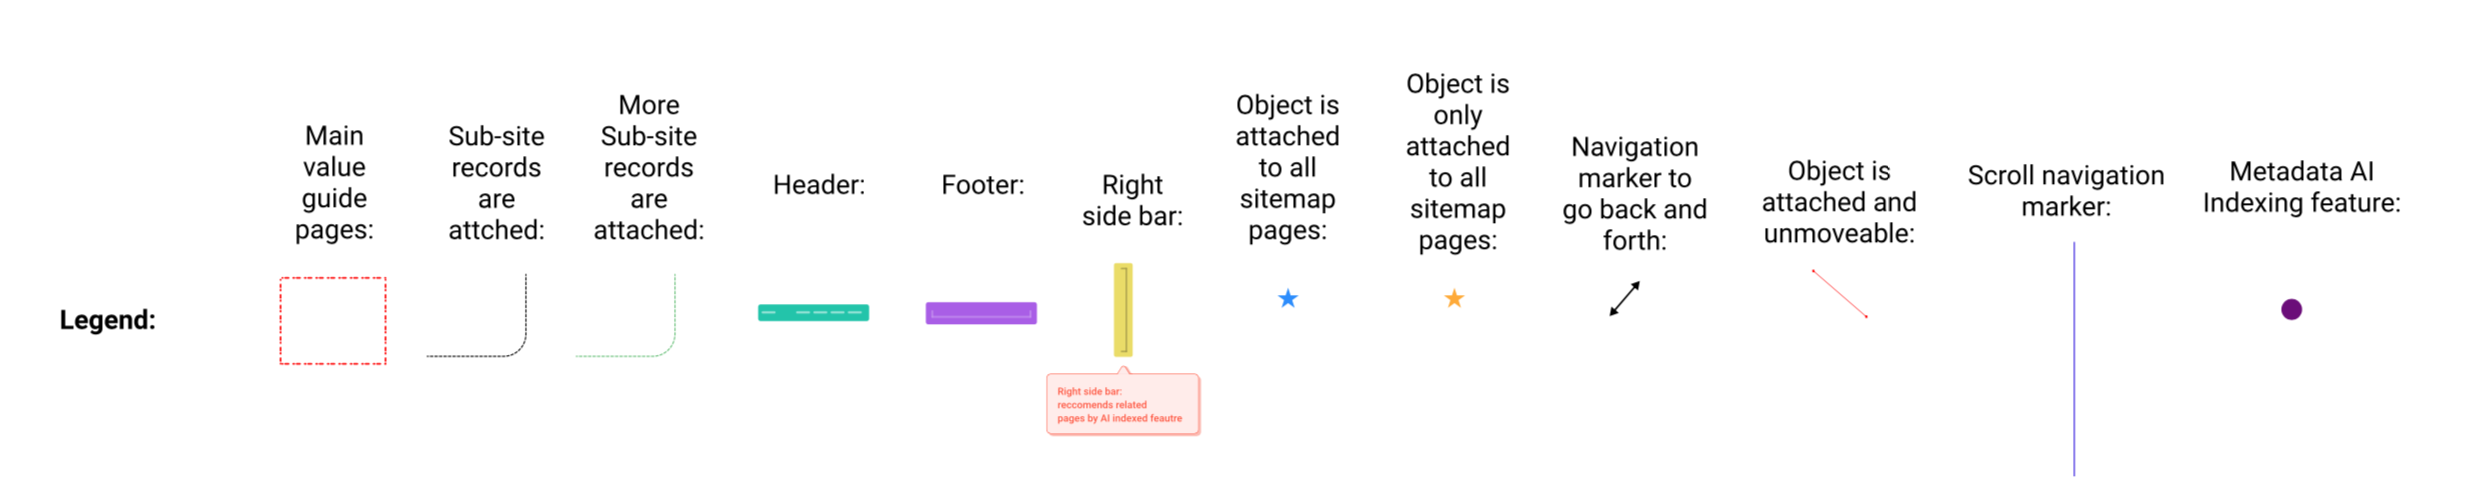 Legend:
Main
value
guide
pages:
Sub-site
records
are
attched:
More
Sub-site
records
are
attached:
Header:
Footer:
Right
side bar:
Right side bar:
reccomends related
pages by AI indexed feautre
Object is
attached
to all
sitemap
pages:
Object is
only
attached
to all
sitemap
pages:
Navigation
marker to
go back and
forth:
Object is
attached and
unmoveable:
Scroll navigation
marker:
Metadata AI
Indexing feature: